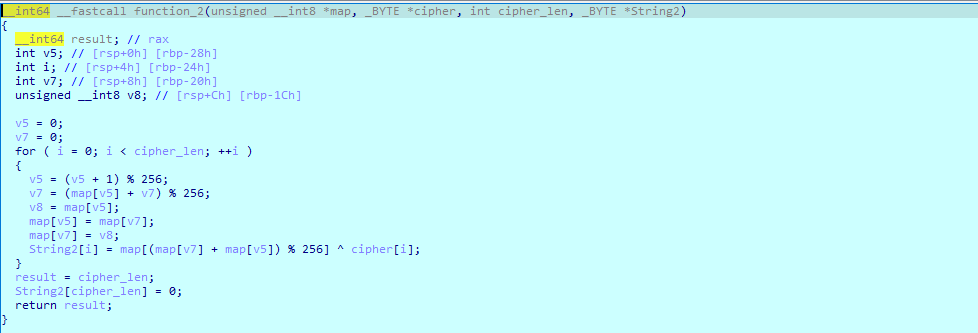 __int64 __fastcall function_2(unsigned __int8 *map, _BYTE *cipher, int cipher_len, _BYTE *String2)
{
  __int64 result; // rax
  int v5; // [rsp+0h] [rbp-28h]
  int i; // [rsp+4h] [rbp-24h]
  int v7; // [rsp+8h] [rbp-20h]
  unsigned __int8 v8; // [rsp+Ch] [rbp-1Ch]

  v5 = 0;
  v7 = 0;
  for ( i = 0; i < cipher_len; ++i )
  {
    v5 = (v5 + 1) % 256;
    v7 = (map[v5] + v7) % 256;
    v8 = map[v5];
    map[v5] = map[v7];
    map[v7] = v8;
    String2[i] = map[(map[v7] + map[v5]) % 256] ^ cipher[i];
  }
  result = cipher_len;
  String2[cipher_len] = 0;
  return result;
}